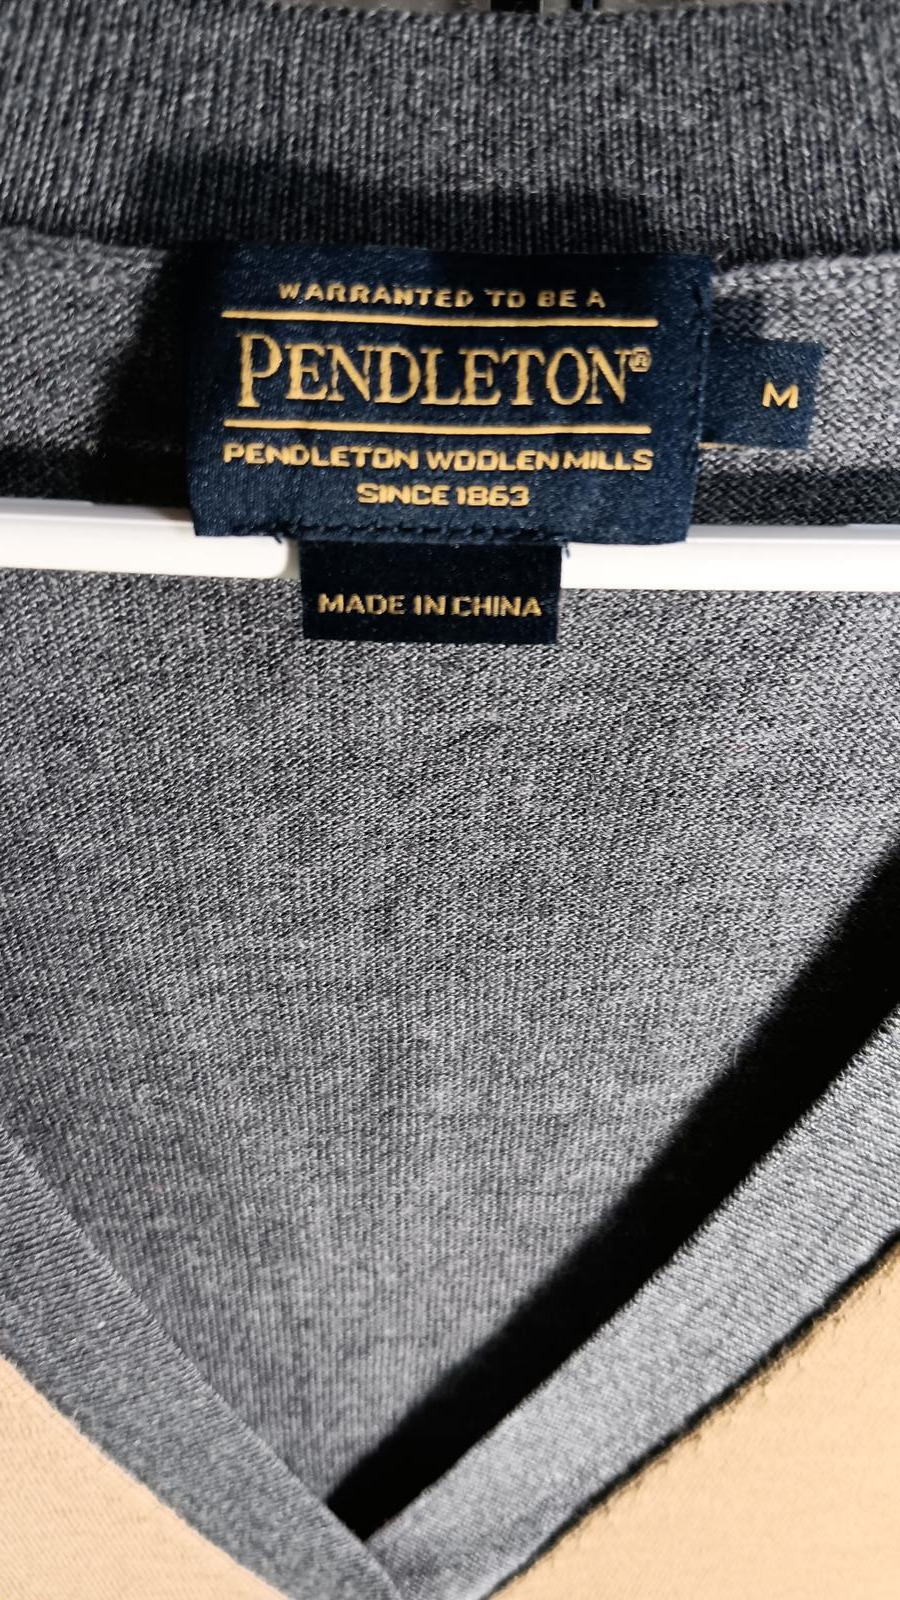 WARRANTED TO BE A
PENDLETON®
M
PENDLETON WOOLEN MILLS
SINCE 1863
MADE IN CHINA